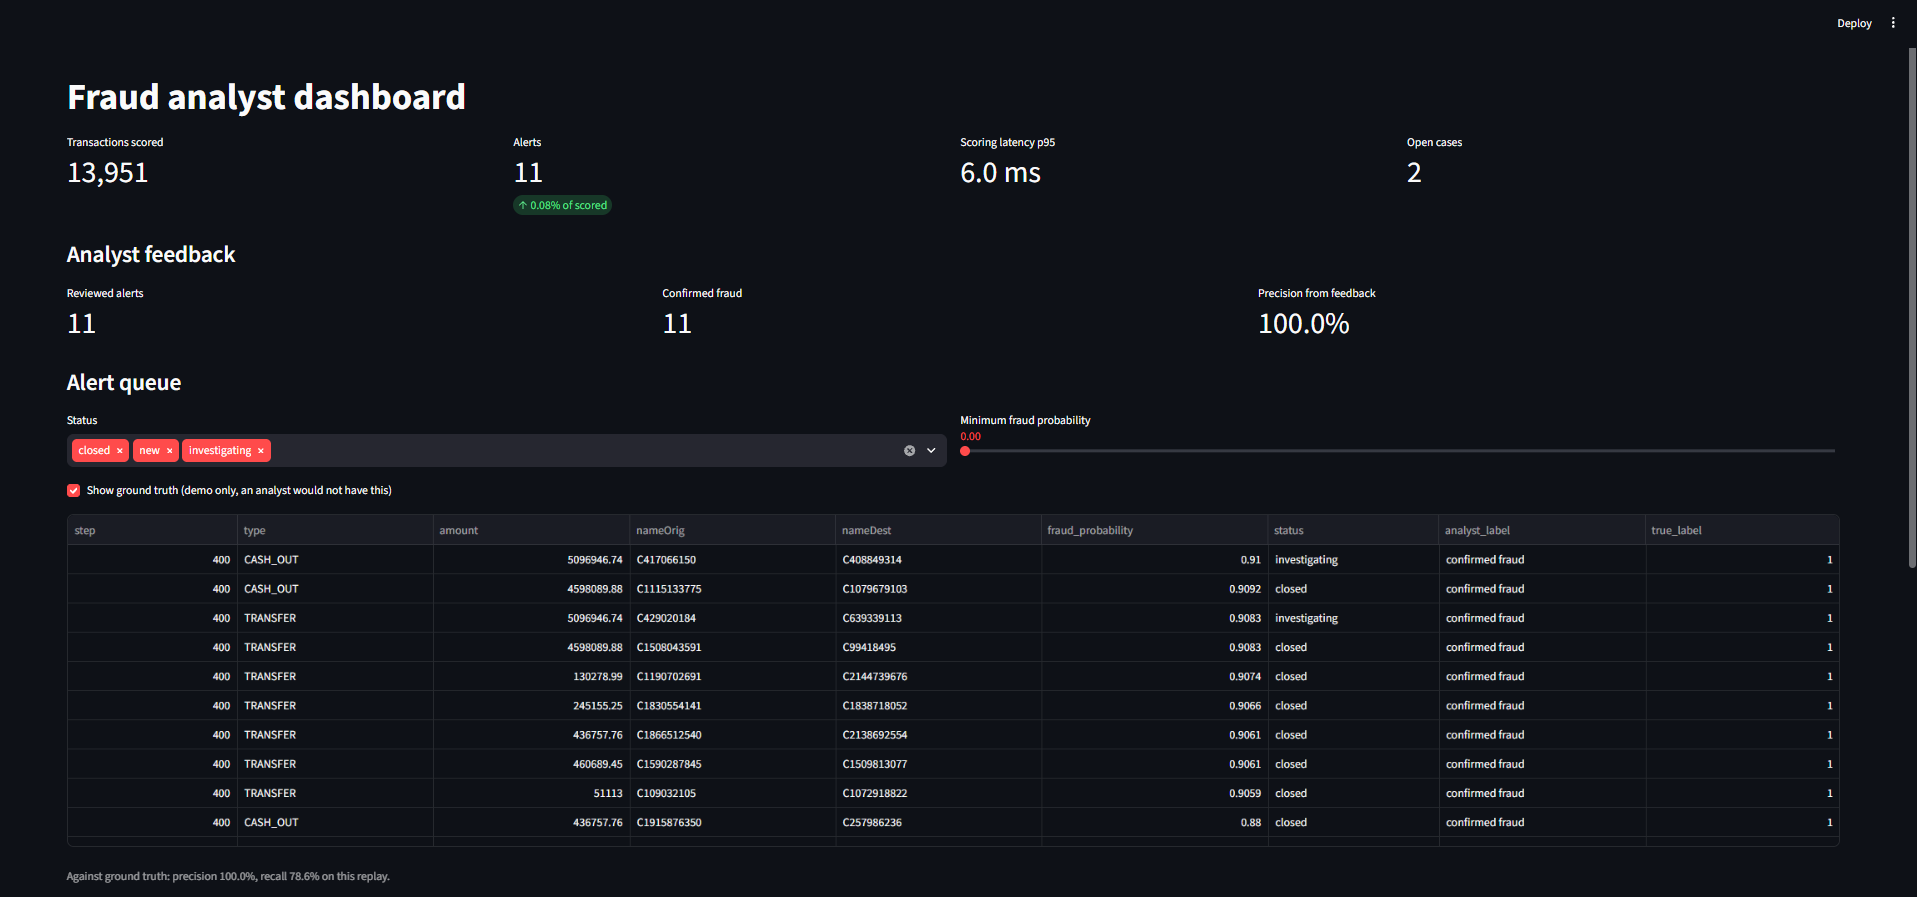 Deploy
Fraud analyst dashboard
Transactions scored Alerts Scoring latency p95 Open cases
13,951 11 6.0 ms 2
↑ 0.08% of scored
Analyst feedback
Reviewed alerts Confirmed fraud Precision from feedback
11 11 100.0%
Alert queue
Status Minimum fraud probability
0.00
closed × new × investigating ×
Show ground truth (demo only, an analyst would not have this)
step type amount nameOrig nameDest fraud_probability status analyst_label true_label
400 CASH_OUT 5096946.74 C417066150 C408849314 0.91 investigating confirmed fraud 1
400 CASH_OUT 4598089.88 C1115133775 C1079679103 0.9092 closed confirmed fraud 1
400 TRANSFER 5096946.74 C429020184 C639339113 0.9083 investigating confirmed fraud 1
400 TRANSFER 4598089.88 C1508043591 C99418495 0.9083 closed confirmed fraud 1
400 TRANSFER 130278.99 C1190702691 C2144739676 0.9074 closed confirmed fraud 1
400 TRANSFER 245155.25 C1830554141 C1838718052 0.9066 closed confirmed fraud 1
400 TRANSFER 436757.76 C1866512540 C2138692554 0.9061 closed confirmed fraud 1
400 TRANSFER 460689.45 C1590287845 C1509813077 0.9061 closed confirmed fraud 1
400 TRANSFER 51113 C109032105 C1072918822 0.9059 closed confirmed fraud 1
400 CASH_OUT 436757.76 C1915876350 C257986236 0.88 closed confirmed fraud 1
Against ground truth: precision 100.0%, recall 78.6% on this replay.